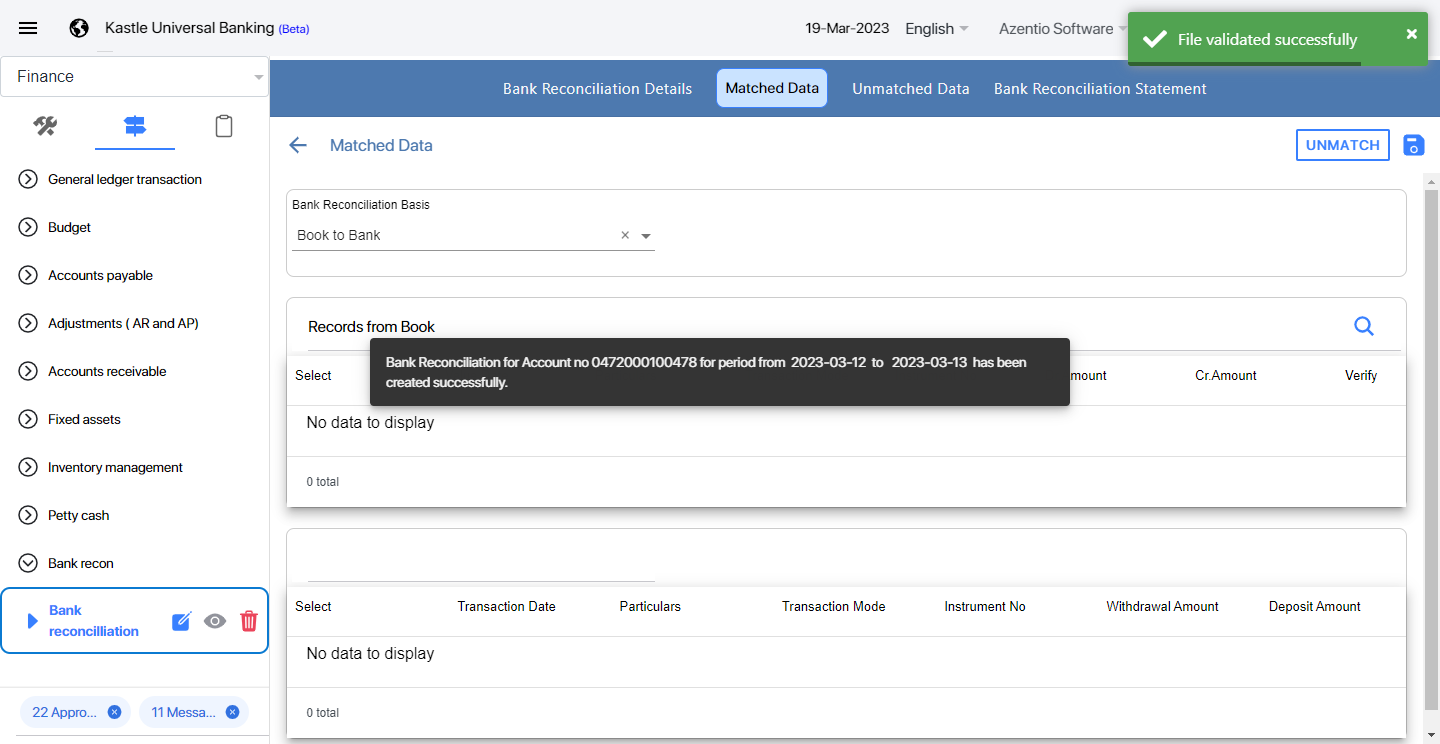 Kastle Universal Banking (Beta)
19-Mar-2023
English
Azentio Software
File validated successfully
Finance
Bank Reconciliation Details
Matched Data
Unmatched Data
Bank Reconciliation Statement
Matched Data
UNMATCH
General ledger transaction
Budget
Accounts payable
Adjustments ( AR and AP)
Accounts receivable
Fixed assets
Inventory management
Petty cash
Bank recon
Bank
reconcilliation
22 Appro...
11 Messa...
Bank Reconciliation Basis
Book to Bank
Records from Book
Bank Reconciliation for Account no 0472000100478 for period from 2023-03-12 to 2023-03-13 has been
created successfully.
Select
mount
Cr.Amount
Verify
No data to display
0 total
Select
Transaction Date
Particulars
Transaction Mode
Instrument No
Withdrawal Amount
Deposit Amount
No data to display
0 total